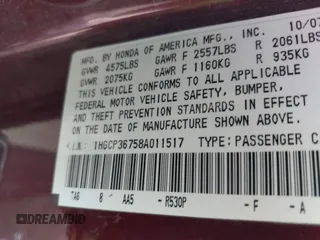 MFD. BY HONDA OF AMERICA MFG., INC. 10/07
GVWR 4575LBS GAWR F 2557LBS R 2061LBS
GVWR 2075KG GAWR F 1160KG R 935KG
THIS VEHICLE CONFORMS TO ALL APPLICABLE
FEDERAL MOTOR VEHICLE SAFETY, BUMPER,
AND THEFT PREVENTION STANDARDS IN EFFECT ON
THE DATE OF MANUFACTURE SHOWN ABOVE.
V.I.N. 1HGCP36758A011517 TYPE: PASSENGER C
TA6 8 AA5 - R530P - F - A
DREAMBID